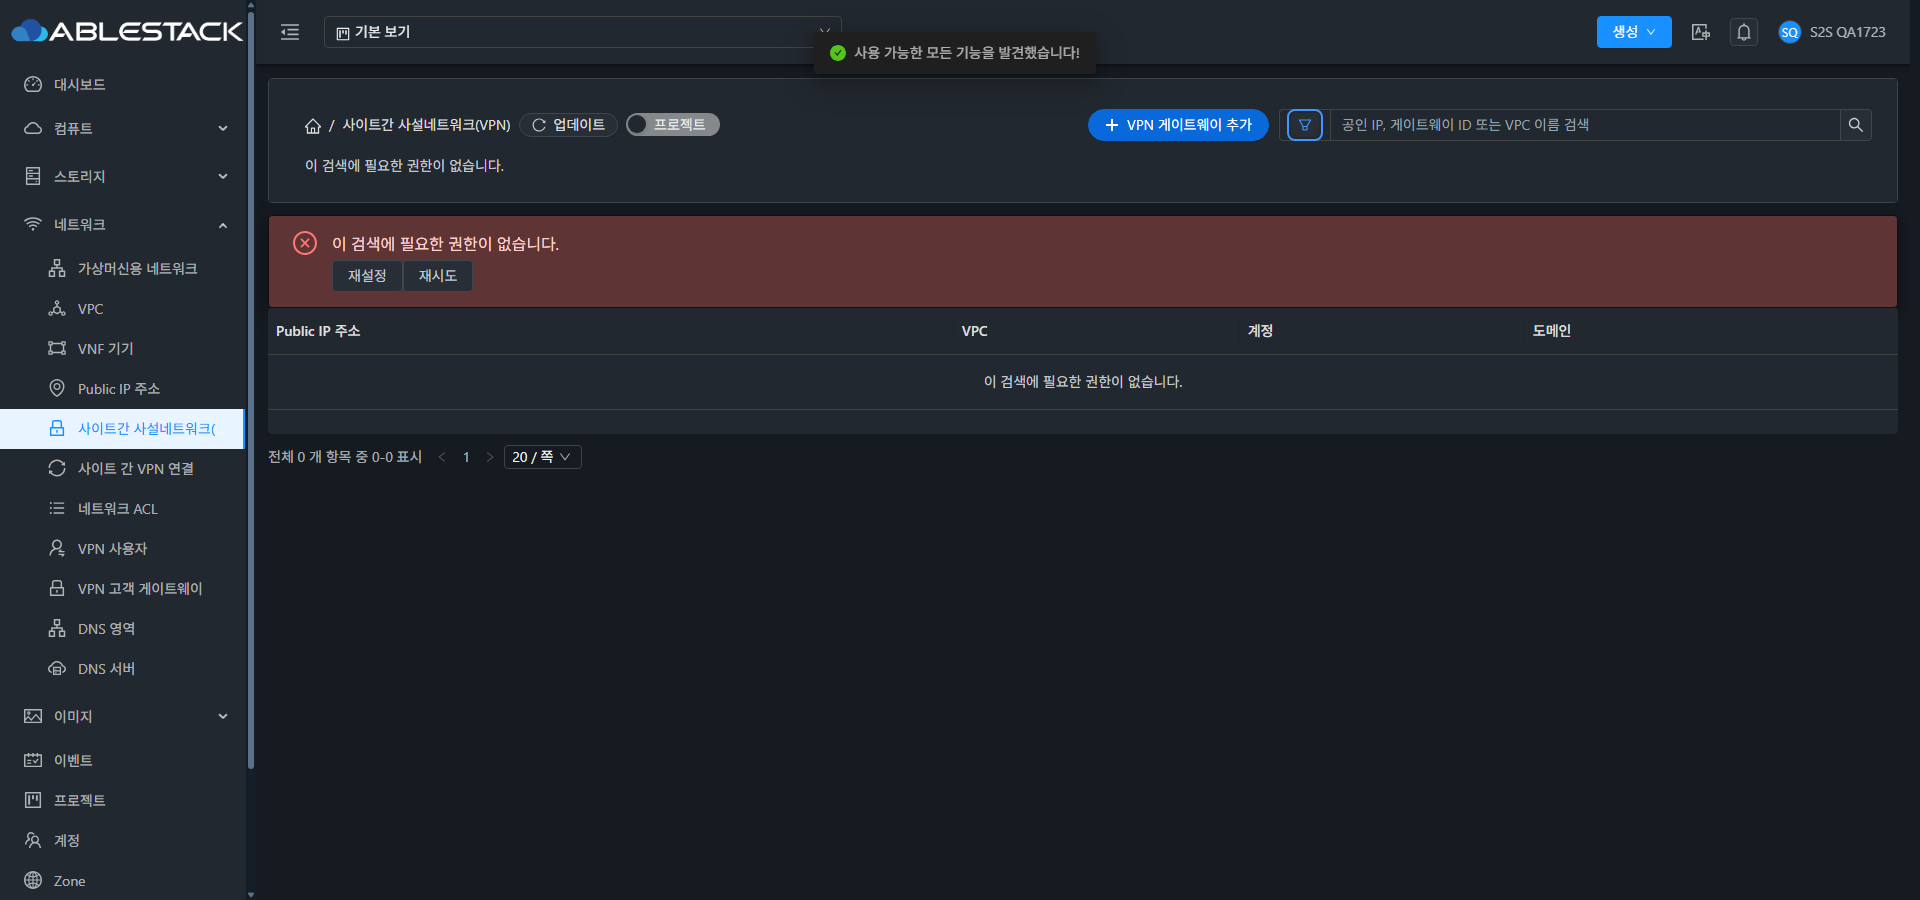 ABLESTACK
기본 보기
사용 가능한 모든 기능을 발견했습니다!
생성
SQ
S2S QA1723
대시보드
컴퓨트
스토리지
네트워크
가상머신용 네트워크
VPC
VNF 기기
Public IP 주소
사이트간 사설네트워크(
사이트 간 VPN 연결
네트워크 ACL
VPN 사용자
VPN 고객 게이트웨이
DNS 영역
DNS 서버
이미지
이벤트
프로젝트
계정
Zone
/ 사이트간 사설네트워크(VPN) 업데이트 프로젝트
VPN 게이트웨이 추가
공인 IP, 게이트웨이 ID 또는 VPC 이름 검색
이 검색에 필요한 권한이 없습니다.
이 검색에 필요한 권한이 없습니다.
재설정 재시도
Public IP 주소 VPC 계정 도메인
이 검색에 필요한 권한이 없습니다.
전체 0 개 항목 중 0-0 표시 < 1 > 20 / 쪽